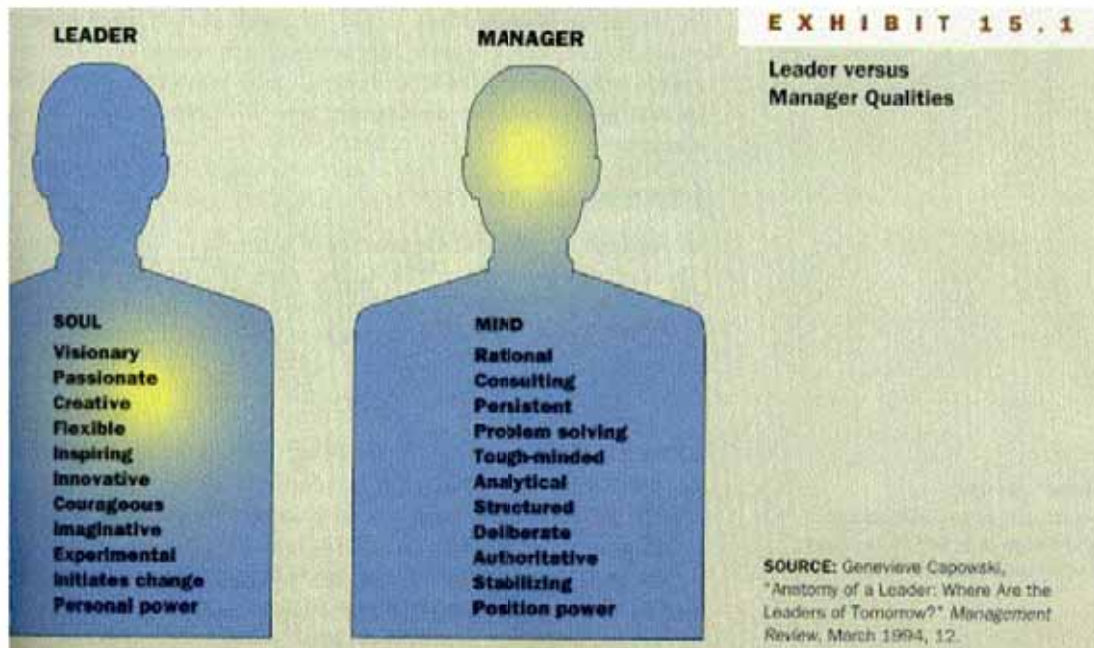 EXHIBIT 15.1
Leader versus
Manager Qualities
LEADER
SOUL
Visionary
Passionate
Creative
Flexible
Inspiring
Innovative
Courageous
Imaginative
Experimental
Initiates change
Personal power
MANAGER
MIND
Rational
Consulting
Persistent
Problem solving
Tough-minded
Analytical
Structured
Deliberate
Authoritative
Stabilizing
Position power
SOURCE: Genevieve Capowski,
"Anatomy of a Leader: Where Are the
Leaders of Tomorrow?" Management
Review, March 1994, 12.